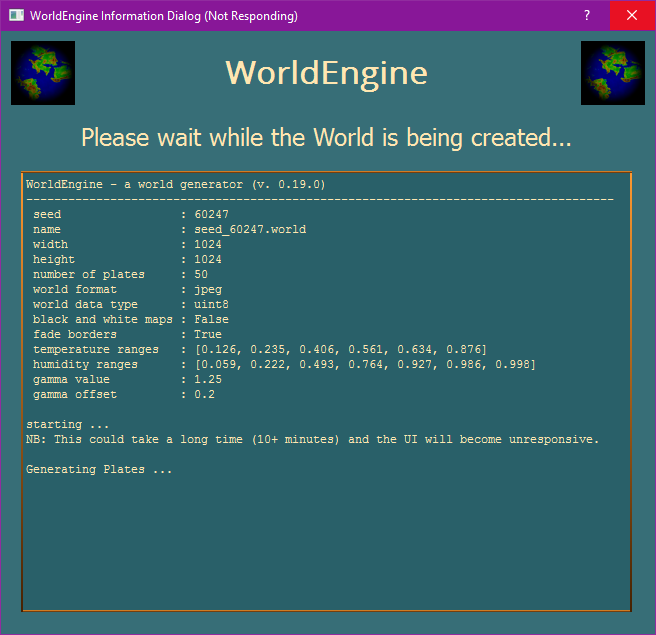 WorldEngine Information Dialog (Not Responding)
WorldEngine
Please wait while the World is being created...
WorldEngine - a world generator (v. 0.19.0)
------------------------------------------------------------------------------------
seed : 60247
name : seed_60247.world
width : 1024
height : 1024
number of plates : 50
world format : jpeg
world data type : uint8
black and white maps : False
fade borders : True
temperature ranges : [0.126, 0.235, 0.406, 0.561, 0.634, 0.876]
humidity ranges : [0.059, 0.222, 0.493, 0.764, 0.927, 0.986, 0.998]
gamma value : 1.25
gamma offset : 0.2
starting ...
NB: This could take a long time (10+ minutes) and the UI will become unresponsive.
Generating Plates ...